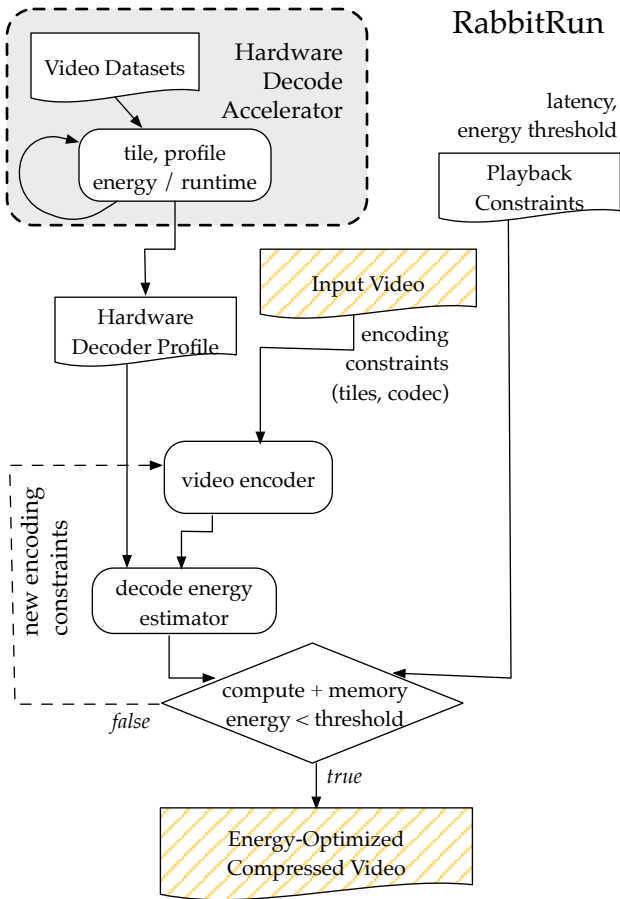 RabbitRun
Hardware
Decode
Accelerator
Video Datasets
tile, profile
energy / runtime
latency,
energy threshold
Playback
Constraints
Input Video
Hardware
Decoder Profile
encoding
constraints
(tiles, codec)
video encoder
new encoding
constraints
decode energy
estimator
compute + memory
energy < threshold
false
true
Energy-Optimized
Compressed Video